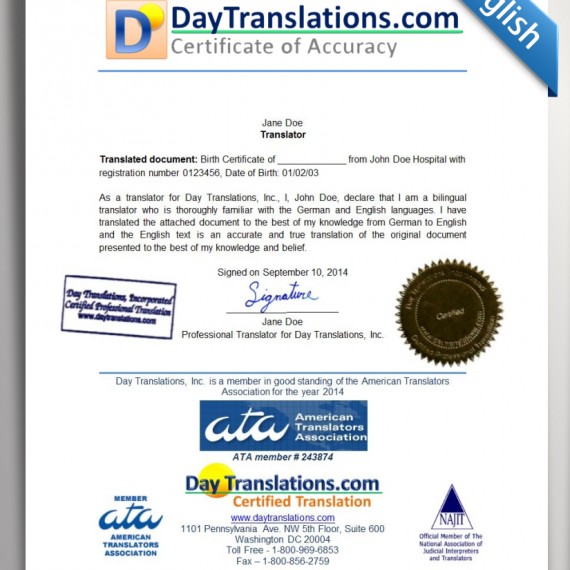 DayTranslations.com
Certificate of Accuracy
glish
Jane Doe
Translator
Translated document: Birth Certificate of ______________ from John Doe Hospital with
registration number 0123456, Date of Birth: 01/02/03
As a translator for Day Translations, Inc., I, John Doe, declare that I am a bilingual
translator who is thoroughly familiar with the German and English languages. I have
translated the attached document to the best of my knowledge from German to English
and the English text is an accurate and true translation of the original document
presented to the best of my knowledge and belief.
Signed on September 10, 2014
Signature
Jane Doe
Professional Translator for Day Translations, Inc.
Day Translations, Incorporated
Certified Professional Translation
www.daytranslations.com
Certified
Day Translations, Inc. is a member in good standing of the American Translators
Association for the year 2014
ata American
Translators
Association
ATA member # 243874
Day Translations.com
Certified Translation
www.daytranslations.com
1101 Pennsylvania Ave. NW 5th Floor, Suite 600
Washington DC 20004
Toll Free - 1-800-969-6853
Fax – 1-800-856-2759
MEMBER
ata
AMERICAN
TRANSLATORS
ASSOCIATION
NAJIT
Official Member of The
National Association of
Judicial Interpreters and
Translators